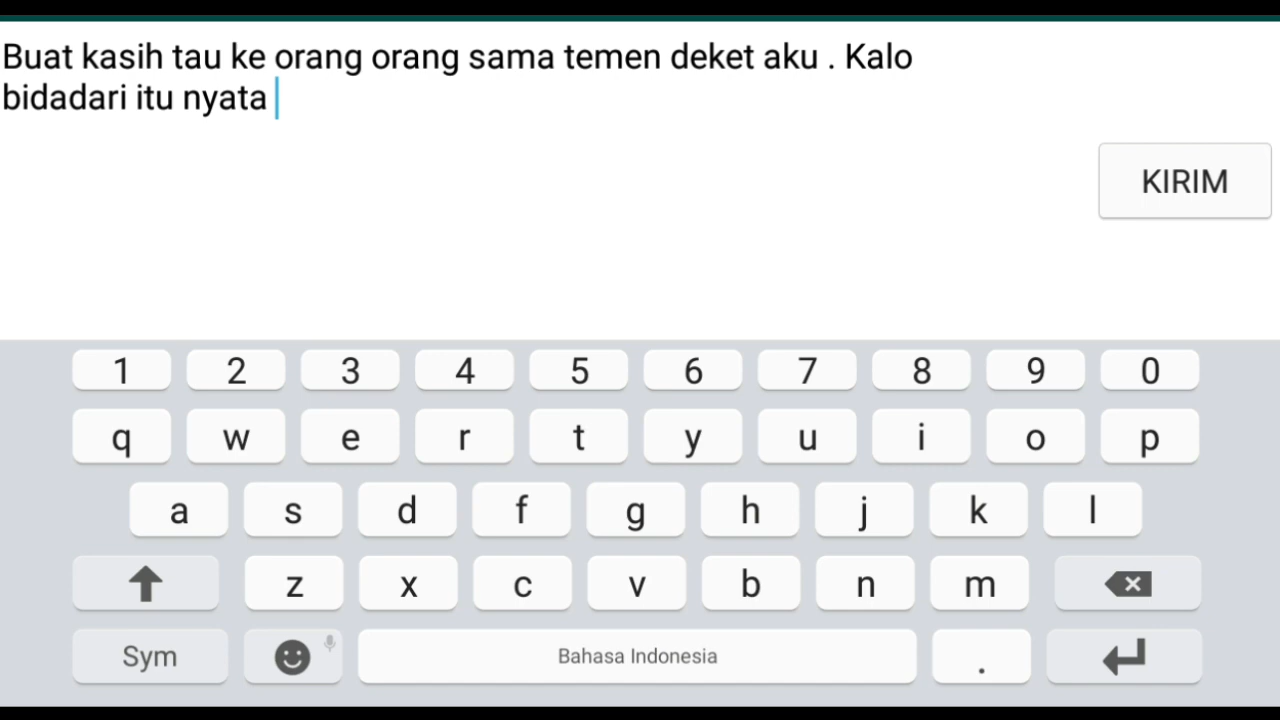 Buat kasih tau ke orang orang sama temen deket aku . Kalo
bidadari itu nyata
KIRIM
1 2 3 4 5 6 7 8 9 0
q w e r t y u i o p
a s d f g h j k l
z x c v b n m
Sym Bahasa Indonesia .